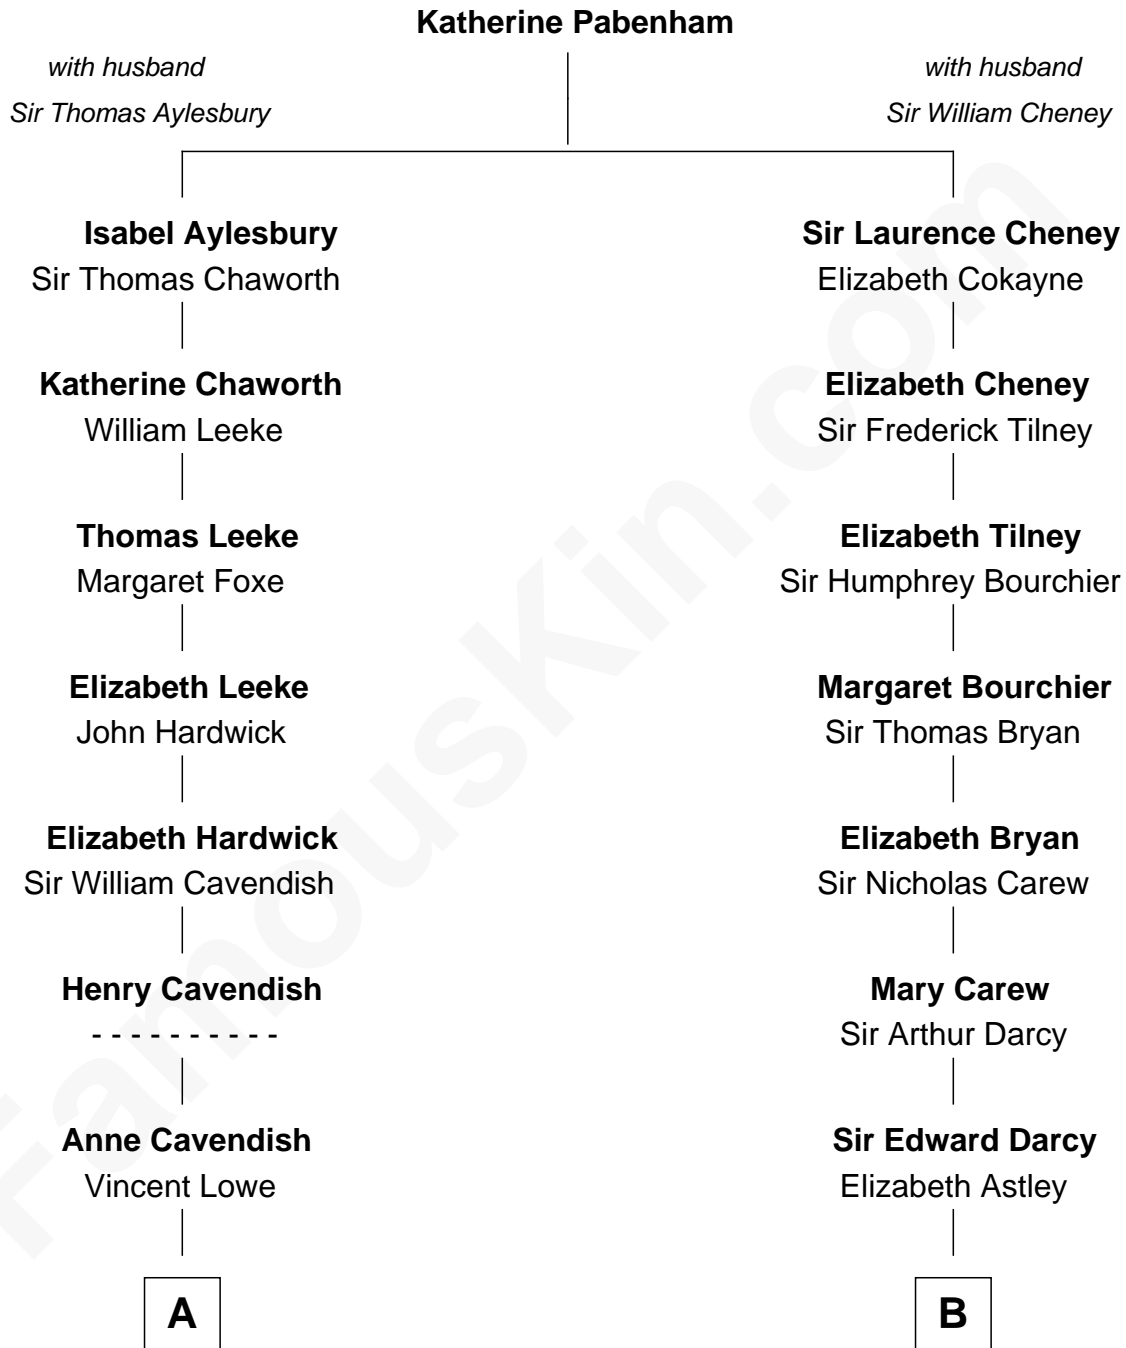 Katherine Pabenham
with husband
Sir Thomas Aylesbury
with husband
Sir William Cheney
Isabel Aylesbury
Sir Thomas Chaworth
Katherine Chaworth
William Leeke
Thomas Leeke
Margaret Foxe
Elizabeth Leeke
John Hardwick
Elizabeth Hardwick
Sir William Cavendish
Henry Cavendish
- - - - - - - - - -
Anne Cavendish
Vincent Lowe
A
Sir Laurence Cheney
Elizabeth Cokayne
Elizabeth Cheney
Sir Frederick Tilney
Elizabeth Tilney
Sir Humphrey Bourchier
Margaret Bourchier
Sir Thomas Bryan
Elizabeth Bryan
Sir Nicholas Carew
Mary Carew
Sir Arthur Darcy
Sir Edward Darcy
Elizabeth Astley
B
FamousKin.com